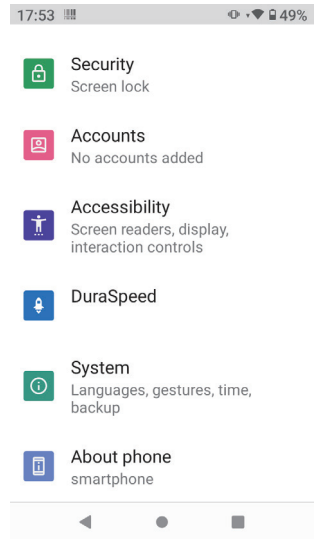 17:53 49%
Security
Screen lock
Accounts
No accounts added
Accessibility
Screen readers, display,
interaction controls
DuraSpeed
System
Languages, gestures, time,
backup
About phone
smartphone